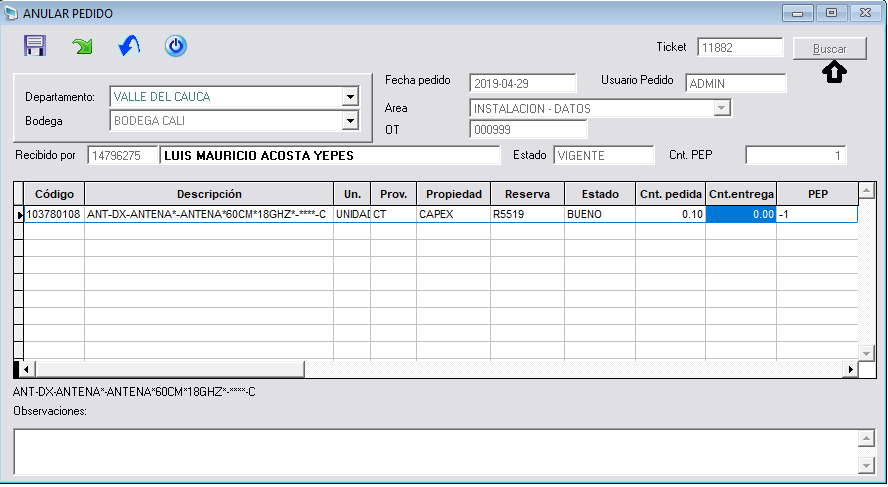 ANULAR PEDIDO
Ticket 11882 Buscar
Departamento: VALLE DEL CAUCA
Bodega BODEGA CALI
Fecha pedido 2019-04-29 Usuario Pedido ADMIN
Area INSTALACION - DATOS
OT 000999
Recibido por 14796275 LUIS MAURICIO ACOSTA YEPES Estado VIGENTE Cnt. PEP 1
Código Descripción Un. Prov. Propiedad Reserva Estado Cnt. pedida Cnt.entrega PEP
103780108 ANT-DX-ANTENA*-ANTENA*60CM*18GHZ*-****-C UNIDAD CT CAPEX R5519 BUENO 0.10 0.00 -1
ANT-DX-ANTENA*-ANTENA*60CM*18GHZ*-****-C
Observaciones: